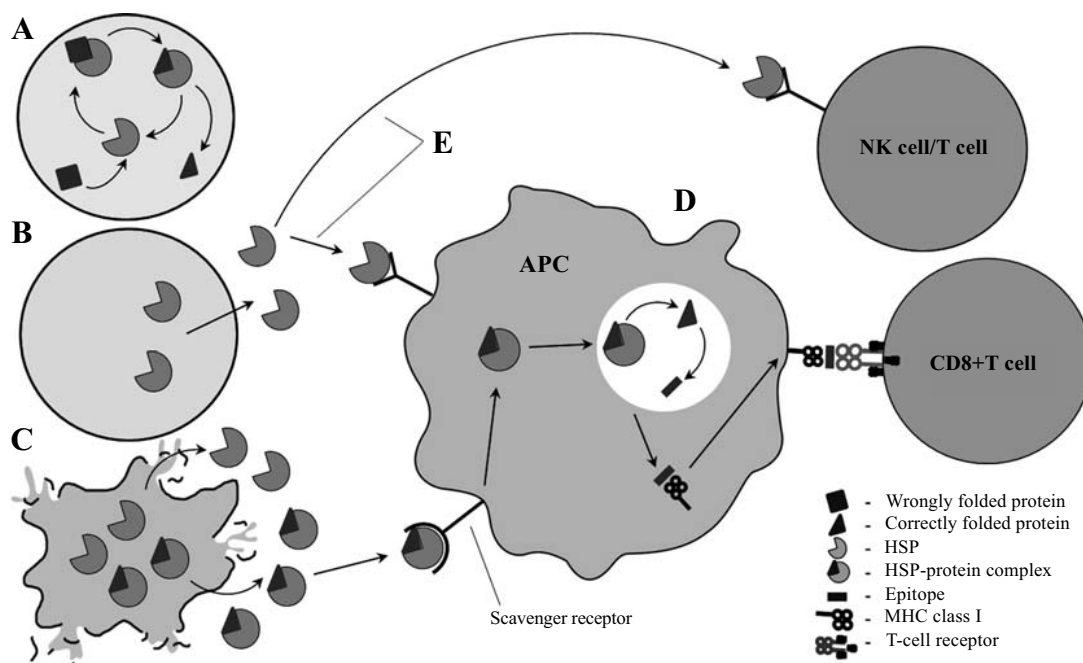 A
B
C
D
E
NK cell/T cell
APC
CD8+T cell
Scavenger receptor
- Wrongly folded protein
- Correctly folded protein
- HSP
- HSP-protein complex
- Epitope
- MHC class I
- T-cell receptor